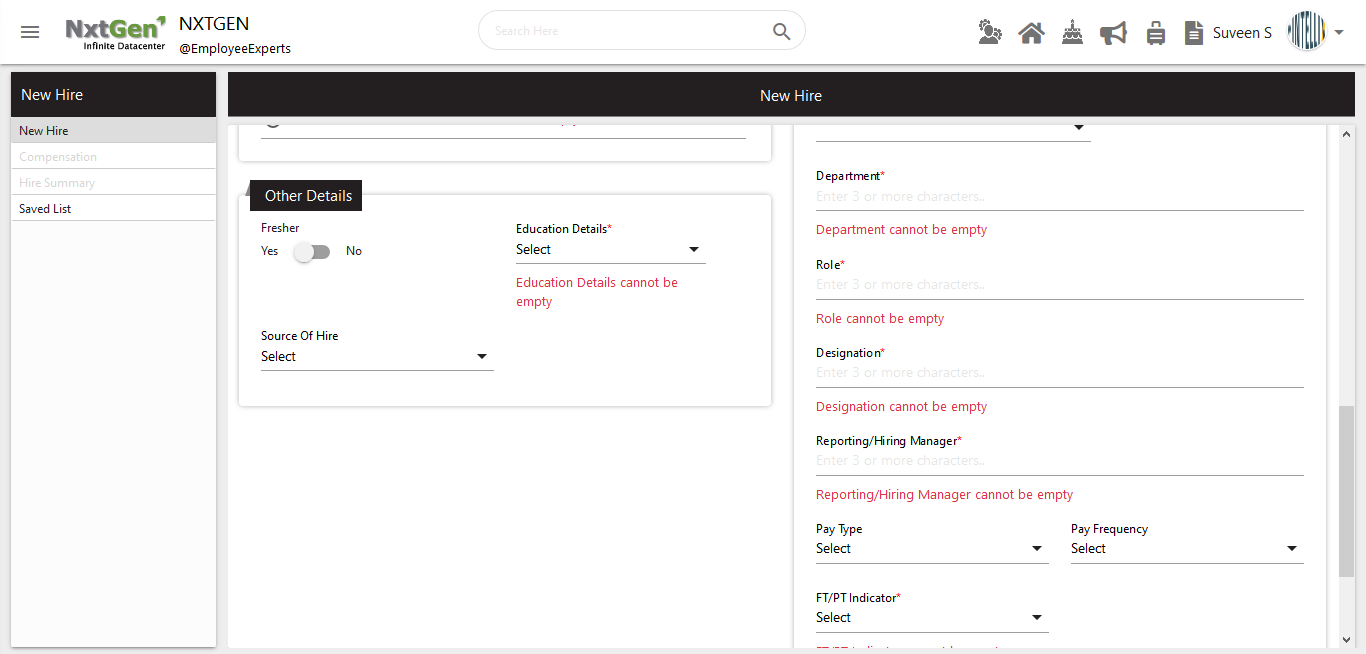 NxtGen
Infinite Datacenter
NXTGEN
@EmployeeExperts
Search Here
Suveen S
INTELI
New Hire
New Hire
Compensation
Hire Summary
Saved List
New Hire
Other Details
Fresher
Yes
No
Education Details*
Select
Education Details cannot be
empty
Source Of Hire
Select
Department*
Enter 3 or more characters..
Department cannot be empty
Role*
Enter 3 or more characters..
Role cannot be empty
Designation*
Enter 3 or more characters..
Designation cannot be empty
Reporting/Hiring Manager*
Enter 3 or more characters..
Reporting/Hiring Manager cannot be empty
Pay Type
Select
Pay Frequency
Select
FT/PT Indicator*
Select